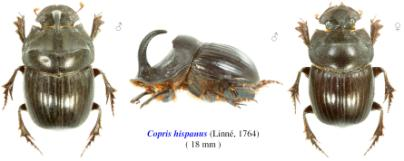 ♂ ♂ ♀
Copris hispanus (Linné, 1764)
( 18 mm )